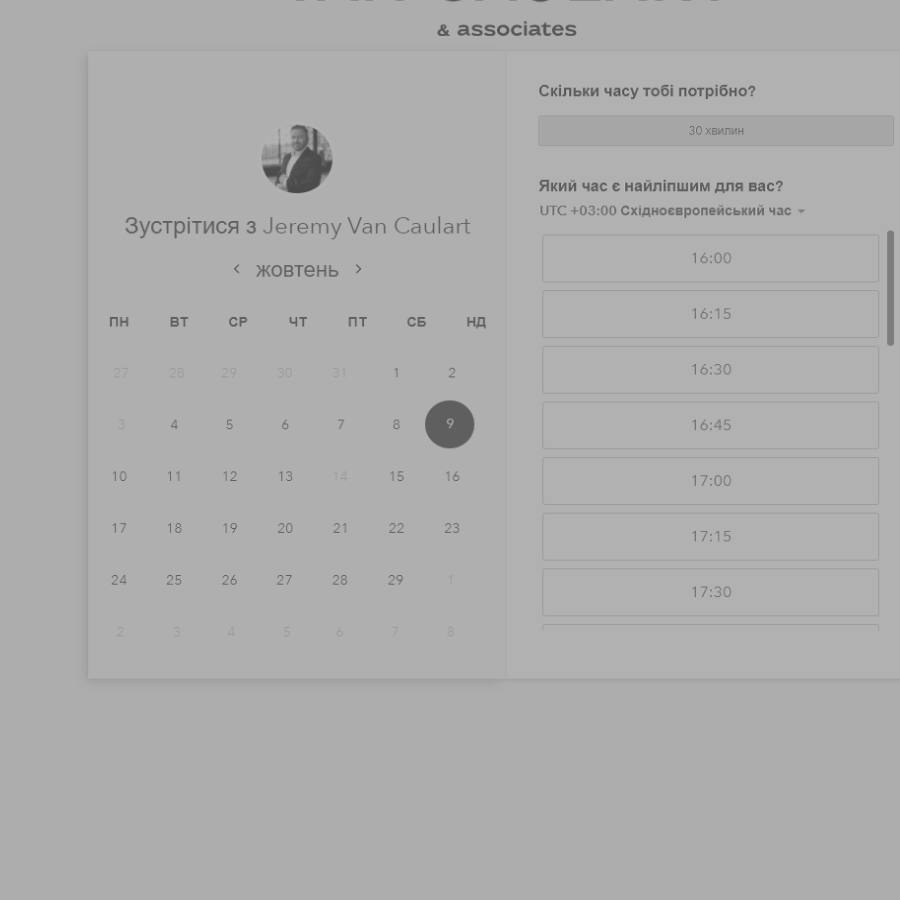 & associates
Зустрітися з Jeremy Van Caulart
жовтень
ПН ВТ СР ЧТ ПТ СБ НД
27 28 29 30 31 1 2
3 4 5 6 7 8 9
10 11 12 13 14 15 16
17 18 19 20 21 22 23
24 25 26 27 28 29 1
2 3 4 5 6 7 8
Скільки часу тобі потрібно?
30 хвилин
Який час є найліпшим для вас?
UTC +03:00 Східноєвропейський час
16:00
16:15
16:30
16:45
17:00
17:15
17:30